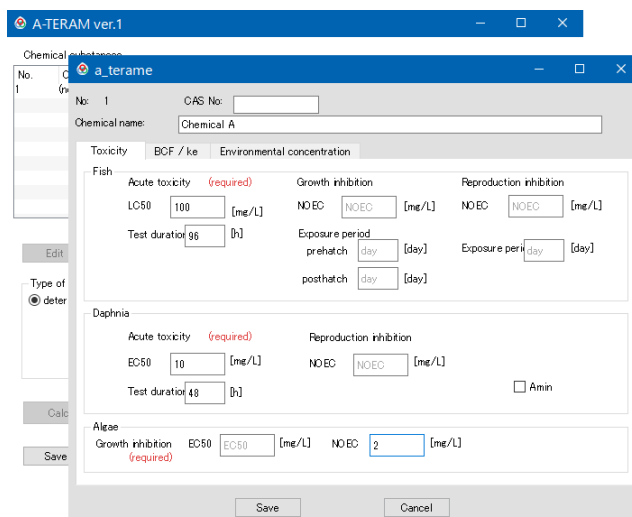 A-TERAM ver.1
Chemical substances
No. C
1 (n
Edit
Type of
deter
Calc
Save
a_terame
No: 1 CAS No:
Chemical name: Chemical A
Toxicity BCF / ke Environmental concentration
Fish
Acute toxicity (required) Growth inhibition Reproduction inhibition
LC50 100 [mg/L] NOEC NOEC [mg/L] NOEC NOEC [mg/L]
Test duration 96 [h] Exposure period
prehatch day [day] Exposure peri day [day]
posthatch day [day]
Daphnia
Acute toxicity (required) Reproduction inhibition
EC50 10 [mg/L] NOEC NOEC [mg/L]
Test duration 48 [h] Amin
Algae
Growth inhibition EC50 EC50 [mg/L] NOEC 2 [mg/L]
(required)
Save Cancel